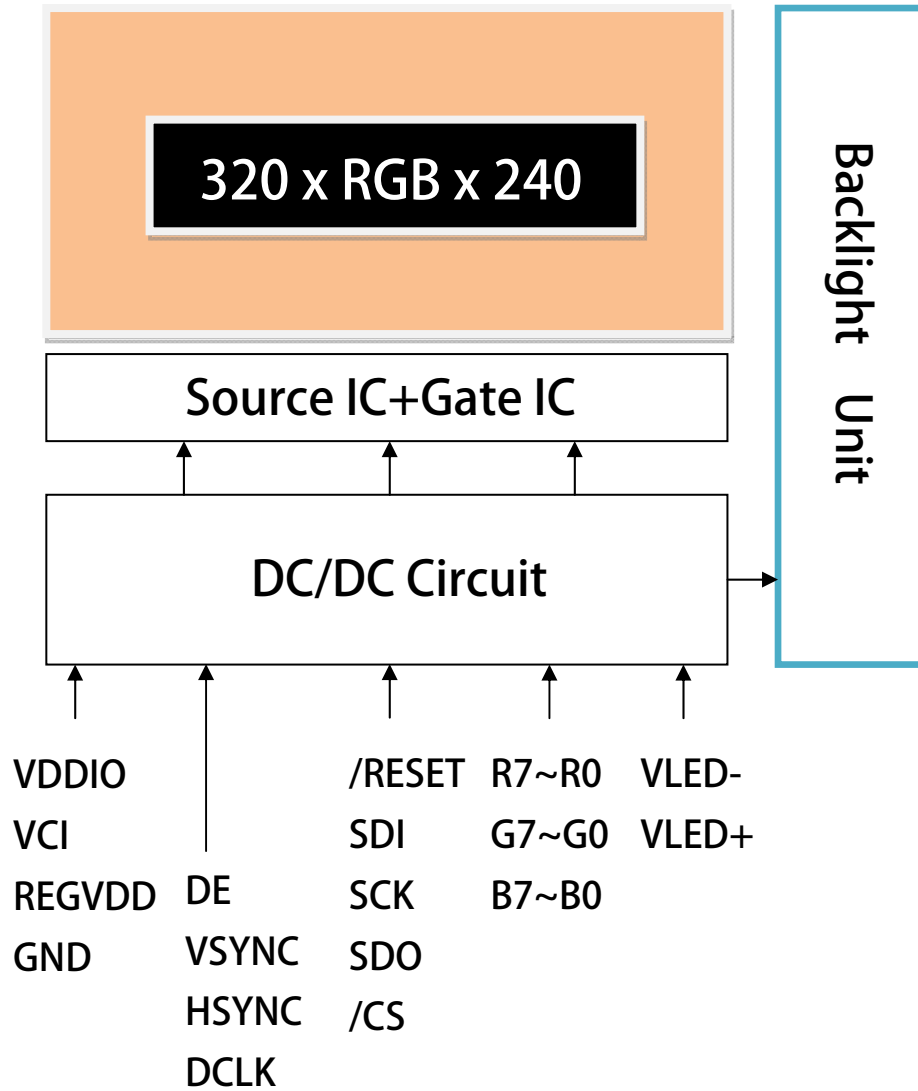 320 x RGB x 240
Backlight Unit
Source IC+Gate IC
DC/DC Circuit
VDDIO
VCI
REGVDD
GND
DE
VSYNC
HSYNC
DCLK
/RESET
SDI
SCK
SDO
/CS
R7~R0
G7~G0
B7~B0
VLED-
VLED+